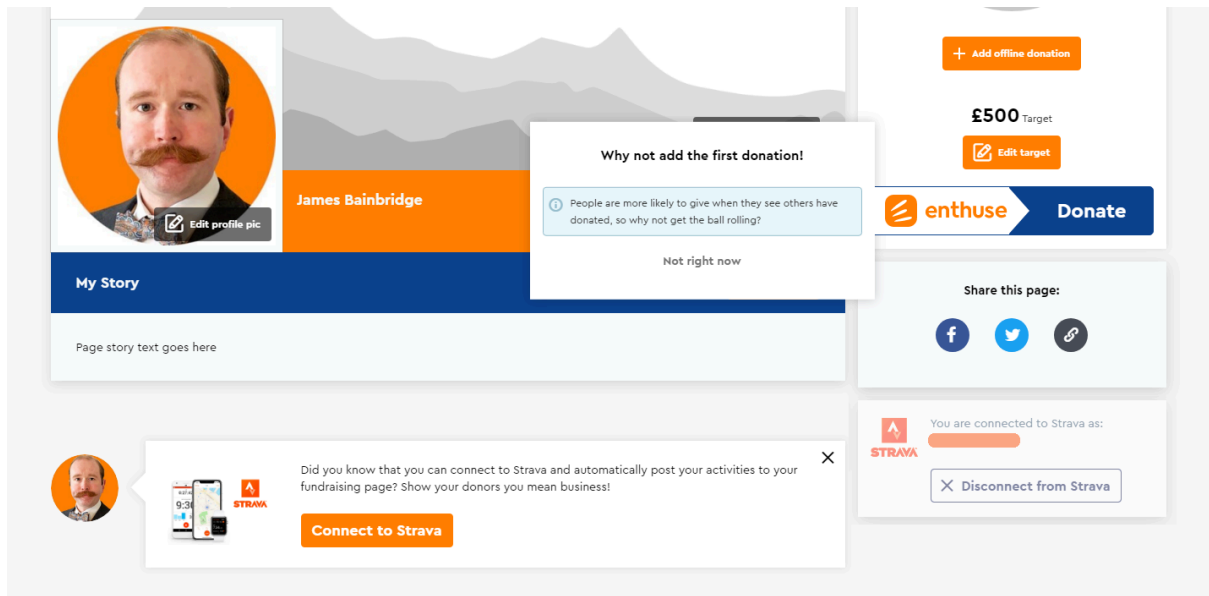 Add offline donation
£500 Target
Edit target
enthuse
Donate
Why not add the first donation!
People are more likely to give when they see others have
donated, so why not get the ball rolling?
Not right now
James Bainbridge
Edit profile pic
My Story
Page story text goes here
Share this page:
You are connected to Strava as:
STRAVA
Disconnect from Strava
Did you know that you can connect to Strava and automatically post your activities to your
fundraising page? Show your donors you mean business!
STRAVA
Connect to Strava